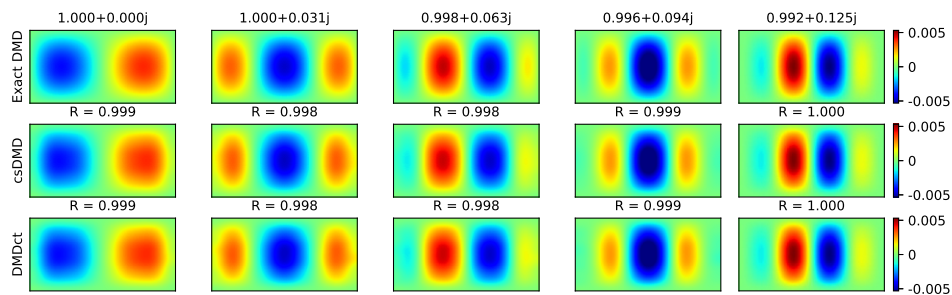 1.000+0.000j 1.000+0.031j 0.998+0.063j 0.996+0.094j 0.992+0.125j
Exact DMD
0.005
0
-0.005
R = 0.999 R = 0.998 R = 0.998 R = 0.999 R = 1.000
csDMD
0.005
0
-0.005
R = 0.999 R = 0.998 R = 0.998 R = 0.999 R = 1.000
DMDct
0.005
0
-0.005